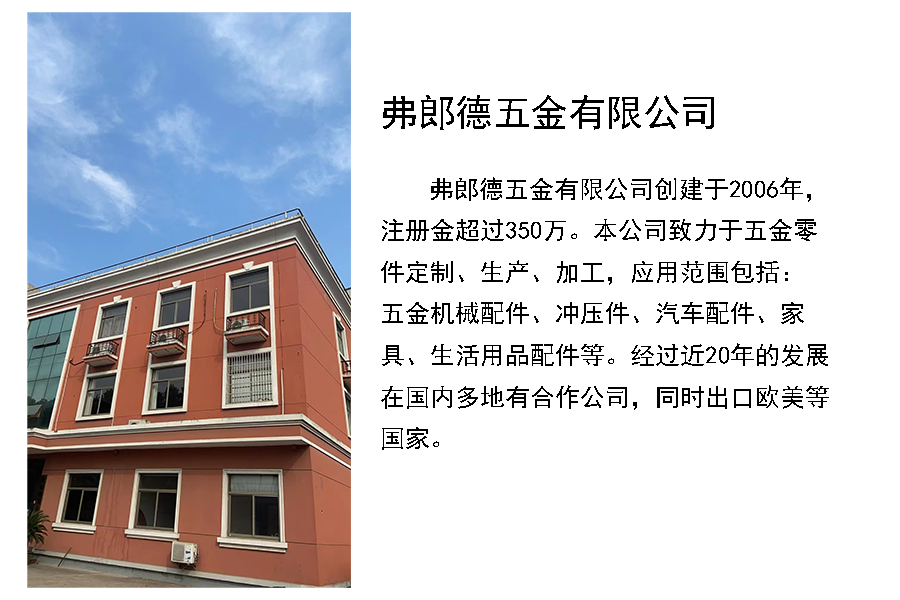 弗郎德五金有限公司
弗郎德五金有限公司创建于2006年，
注册金超过350万。本公司致力于五金零
件定制、生产、加工，应用范围包括：
五金机械配件、冲压件、汽车配件、家
具、生活用品配件等。经过近20年的发展
在国内多地有合作公司，同时出口欧美等
国家。